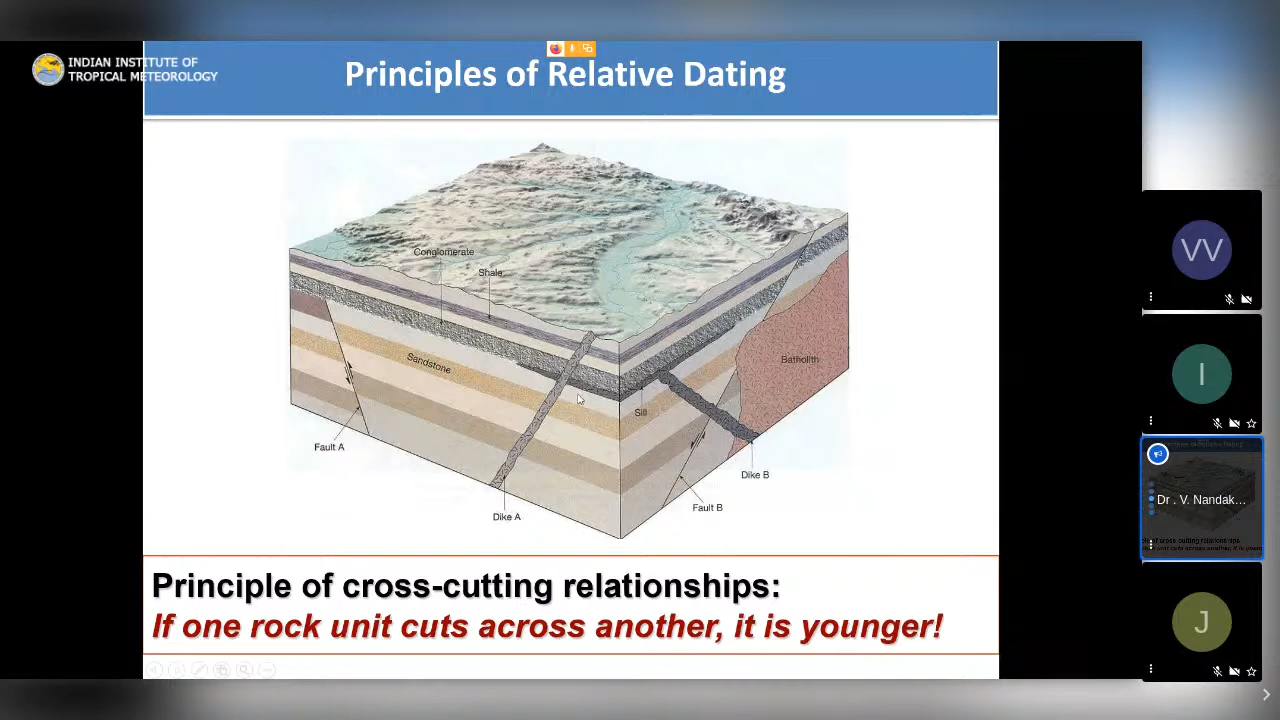 INDIAN INSTITUTE OF
TROPICAL METEOROLOGY
Principles of Relative Dating
Conglomerate
Shale
Sandstone
Batholith
Sill
Fault A
Dike A
Dike B
Fault B
Principle of cross-cutting relationships:
If one rock unit cuts across another, it is younger!
VV
I
Dr . V. Nandak...
J